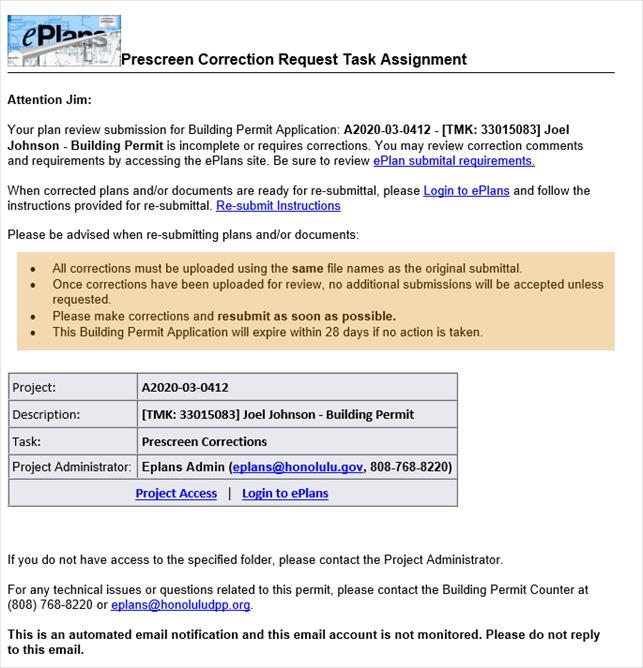 ePlans
Prescreen Correction Request Task Assignment
Attention Jim:
Your plan review submission for Building Permit Application: A2020-03-0412 - [TMK: 33015083] Joel
Johnson - Building Permit is incomplete or requires corrections. You may review correction comments
and requirements by accessing the ePlans site. Be sure to review ePlan submital requirements.
When corrected plans and/or documents are ready for re-submittal, please Login to ePlans and follow the
instructions provided for re-submittal. Re-submit Instructions
Please be advised when re-submitting plans and/or documents:
• All corrections must be uploaded using the same file names as the original submittal.
• Once corrections have been uploaded for review, no additional submissions will be accepted unless
requested.
• Please make corrections and resubmit as soon as possible.
• This Building Permit Application will expire within 28 days if no action is taken.
Project: A2020-03-0412
Description: [TMK: 33015083] Joel Johnson - Building Permit
Task: Prescreen Corrections
Project Administrator: Eplans Admin (eplans@honolulu.gov, 808-768-8220)
Project Access | Login to ePlans
If you do not have access to the specified folder, please contact the Project Administrator.
For any technical issues or questions related to this permit, please contact the Building Permit Counter at
(808) 768-8220 or eplans@honoluludpp.org.
This is an automated email notification and this email account is not monitored. Please do not reply
to this email.